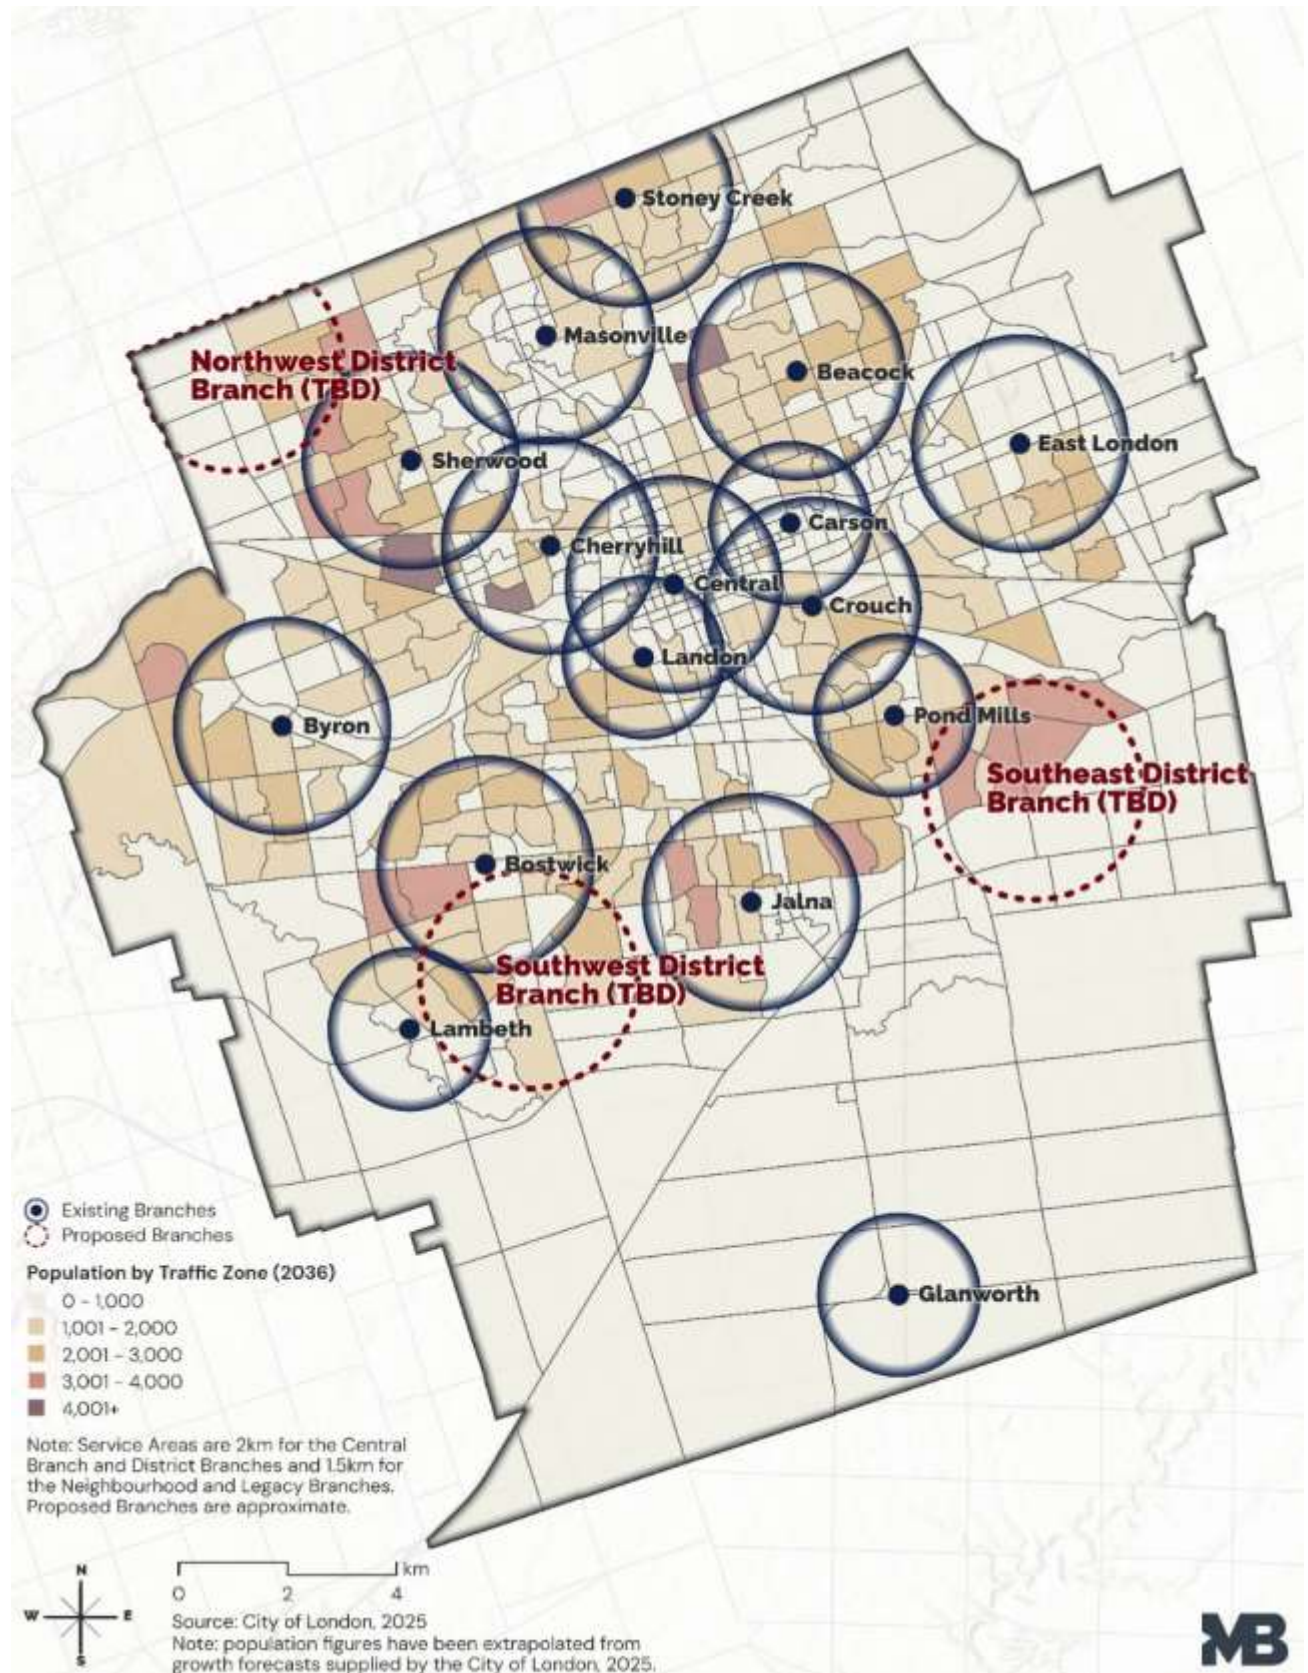 Stoney Creek
Masonville
Northwest District
Branch (TBD)
Beacock
East London
Sherwood
Carson
Cherryhill
Central
Crouch
Landon
Pond Mills
Byron
Southeast District
Branch (TBD)
Bostwick
Jalna
Southwest District
Branch (TBD)
Lambeth
Glanworth
Existing Branches
Proposed Branches
Population by Traffic Zone (2036)
0 - 1,000
1,001 - 2,000
2,001 - 3,000
3,001 - 4,000
4,001+
Note: Service Areas are 2km for the Central
Branch and District Branches and 1.5km for
the Neighbourhood and Legacy Branches.
Proposed Branches are approximate.
N
W E
S
km
0 2 4
Source: City of London, 2025
Note: population figures have been extrapolated from
growth forecasts supplied by the City of London, 2025.
MB